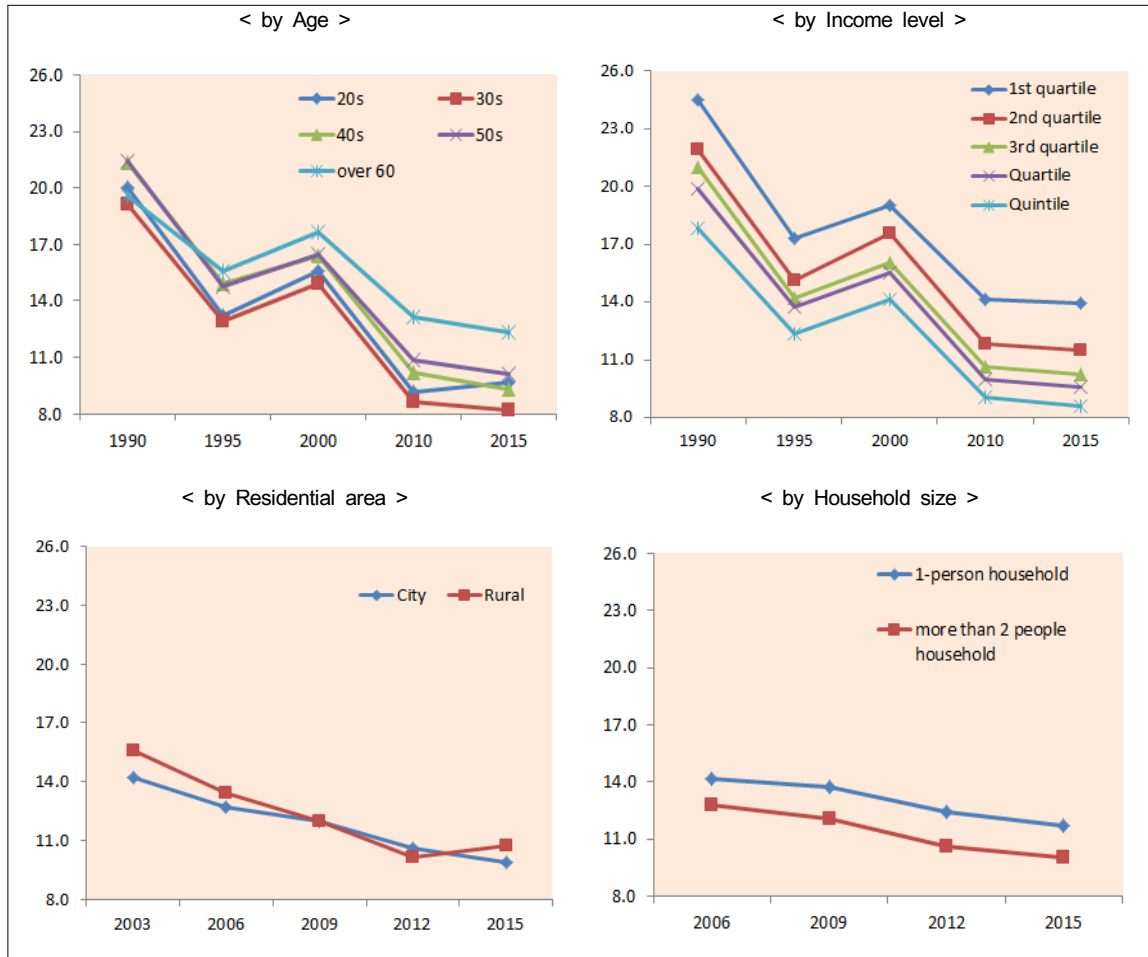 < by Age >
26.0
23.0
20.0
17.0
14.0
11.0
8.0
20s 30s
40s 50s
over 60
1990 1995 2000 2010 2015
< by Income level >
26.0
23.0
20.0
17.0
14.0
11.0
8.0
1st quartile
2nd quartile
3rd quartile
Quartile
Quintile
1990 1995 2000 2010 2015
< by Residential area >
26.0
23.0
20.0
17.0
14.0
11.0
8.0
City Rural
2003 2006 2009 2012 2015
< by Household size >
26.0
23.0
20.0
17.0
14.0
11.0
8.0
1-person household
more than 2 people
household
2006 2009 2012 2015